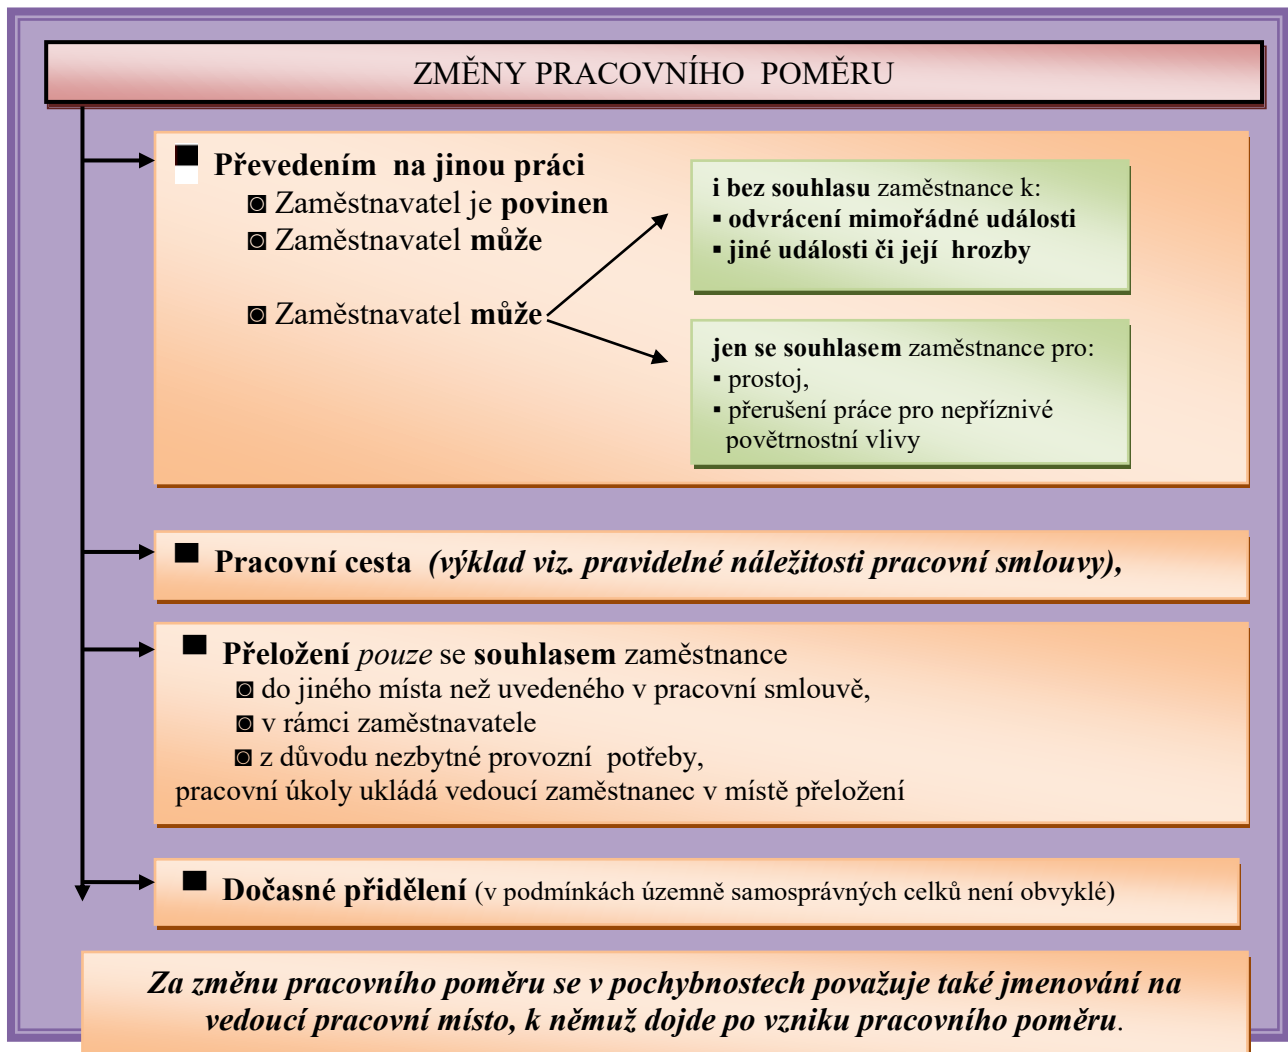 ZMĚNY PRACOVNÍHO POMĚRU
■ Převedením na jinou práci
◙ Zaměstnavatel je povinen
◙ Zaměstnavatel může
◙ Zaměstnavatel může
i bez souhlasu zaměstnance k:
▪ odvrácení mimořádné události
▪ jiné události či její hrozby
jen se souhlasem zaměstnance pro:
▪ prostoj,
▪ přerušení práce pro nepříznivé
povětrnostní vlivy
■ Pracovní cesta (výklad viz. pravidelné náležitosti pracovní smlouvy),
■ Přeložení pouze se souhlasem zaměstnance
◙ do jiného místa než uvedeného v pracovní smlouvě,
◙ v rámci zaměstnavatele
◙ z důvodu nezbytné provozní potřeby,
pracovní úkoly ukládá vedoucí zaměstnanec v místě přeložení
■ Dočasné přidělení (v podmínkách územně samosprávných celků není obvyklé)
Za změnu pracovního poměru se v pochybnostech považuje také jmenování na
vedoucí pracovní místo, k němuž dojde po vzniku pracovního poměru.